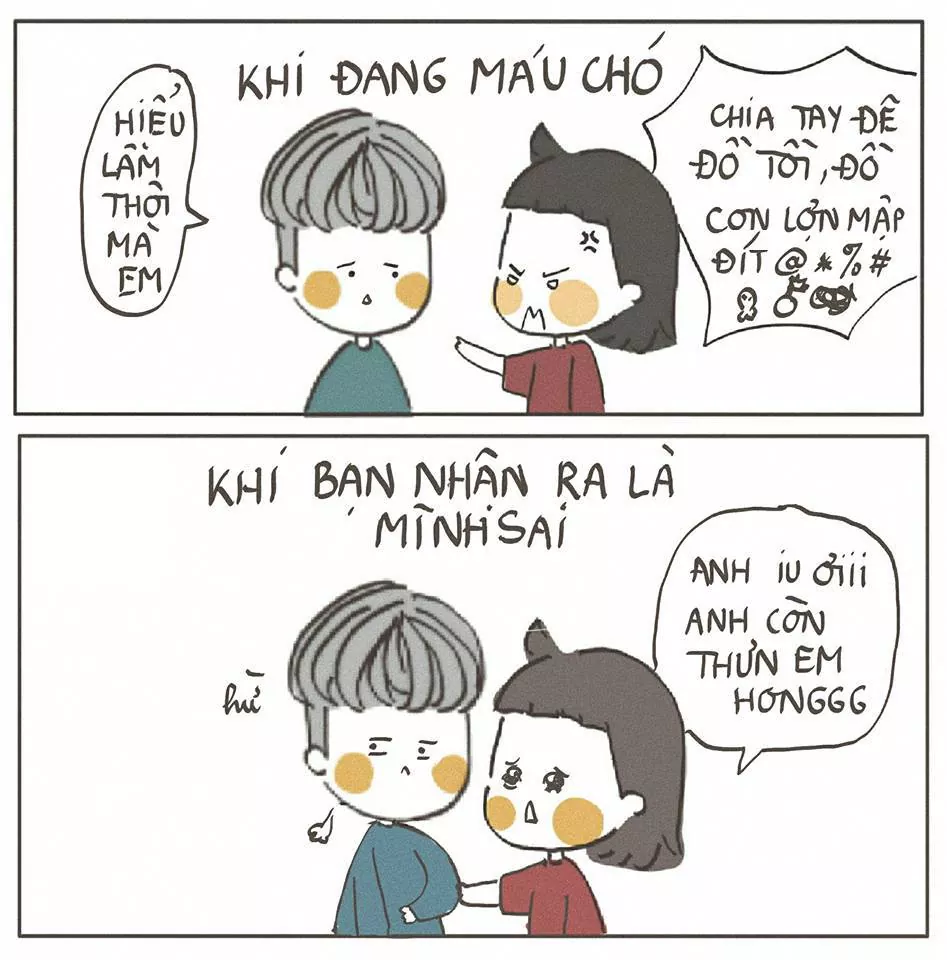 KHI ĐANG MÁU CHÓ
HIỂU
LẦM
THÔI
MÀ
EM
CHIA TAY ĐÊ
ĐỒ TỒI, ĐỒ
CON LỢN MẬP
ĐÍT @*%#
KHI BẠN NHẬN RA LÀ
MÌNH SAI
hừ
ANH IU ƠIII
ANH CÒN
THƯN EM
HONGGG